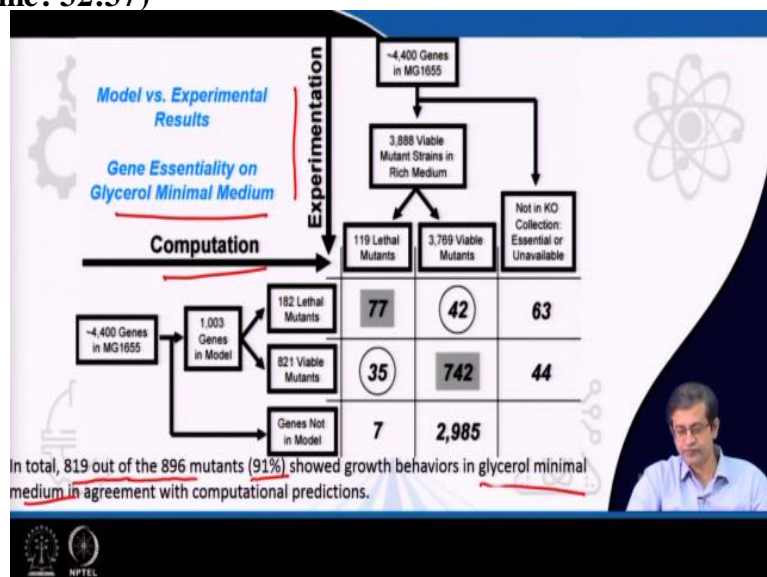 me: 32:37)
Model vs. Experimental
Results
Gene Essentiality on
Glycerol Minimal Medium
Experimentation
Computation
~4,400 Genes
in MG1655
3,888 Viable
Mutant Strains in
Rich Medium
Not in KO
Collection:
Essential or
Unavailable
119 Lethal
Mutants
3,769 Viable
Mutants
~4,400 Genes
in MG1655
1,003
Genes
in Model
182 Lethal
Mutants
77 42 63
821 Viable
Mutants
35 742 44
Genes Not
in Model
7 2,985
In total, 819 out of the 896 mutants (91%) showed growth behaviors in glycerol minimal
medium in agreement with computational predictions.
NPTEL